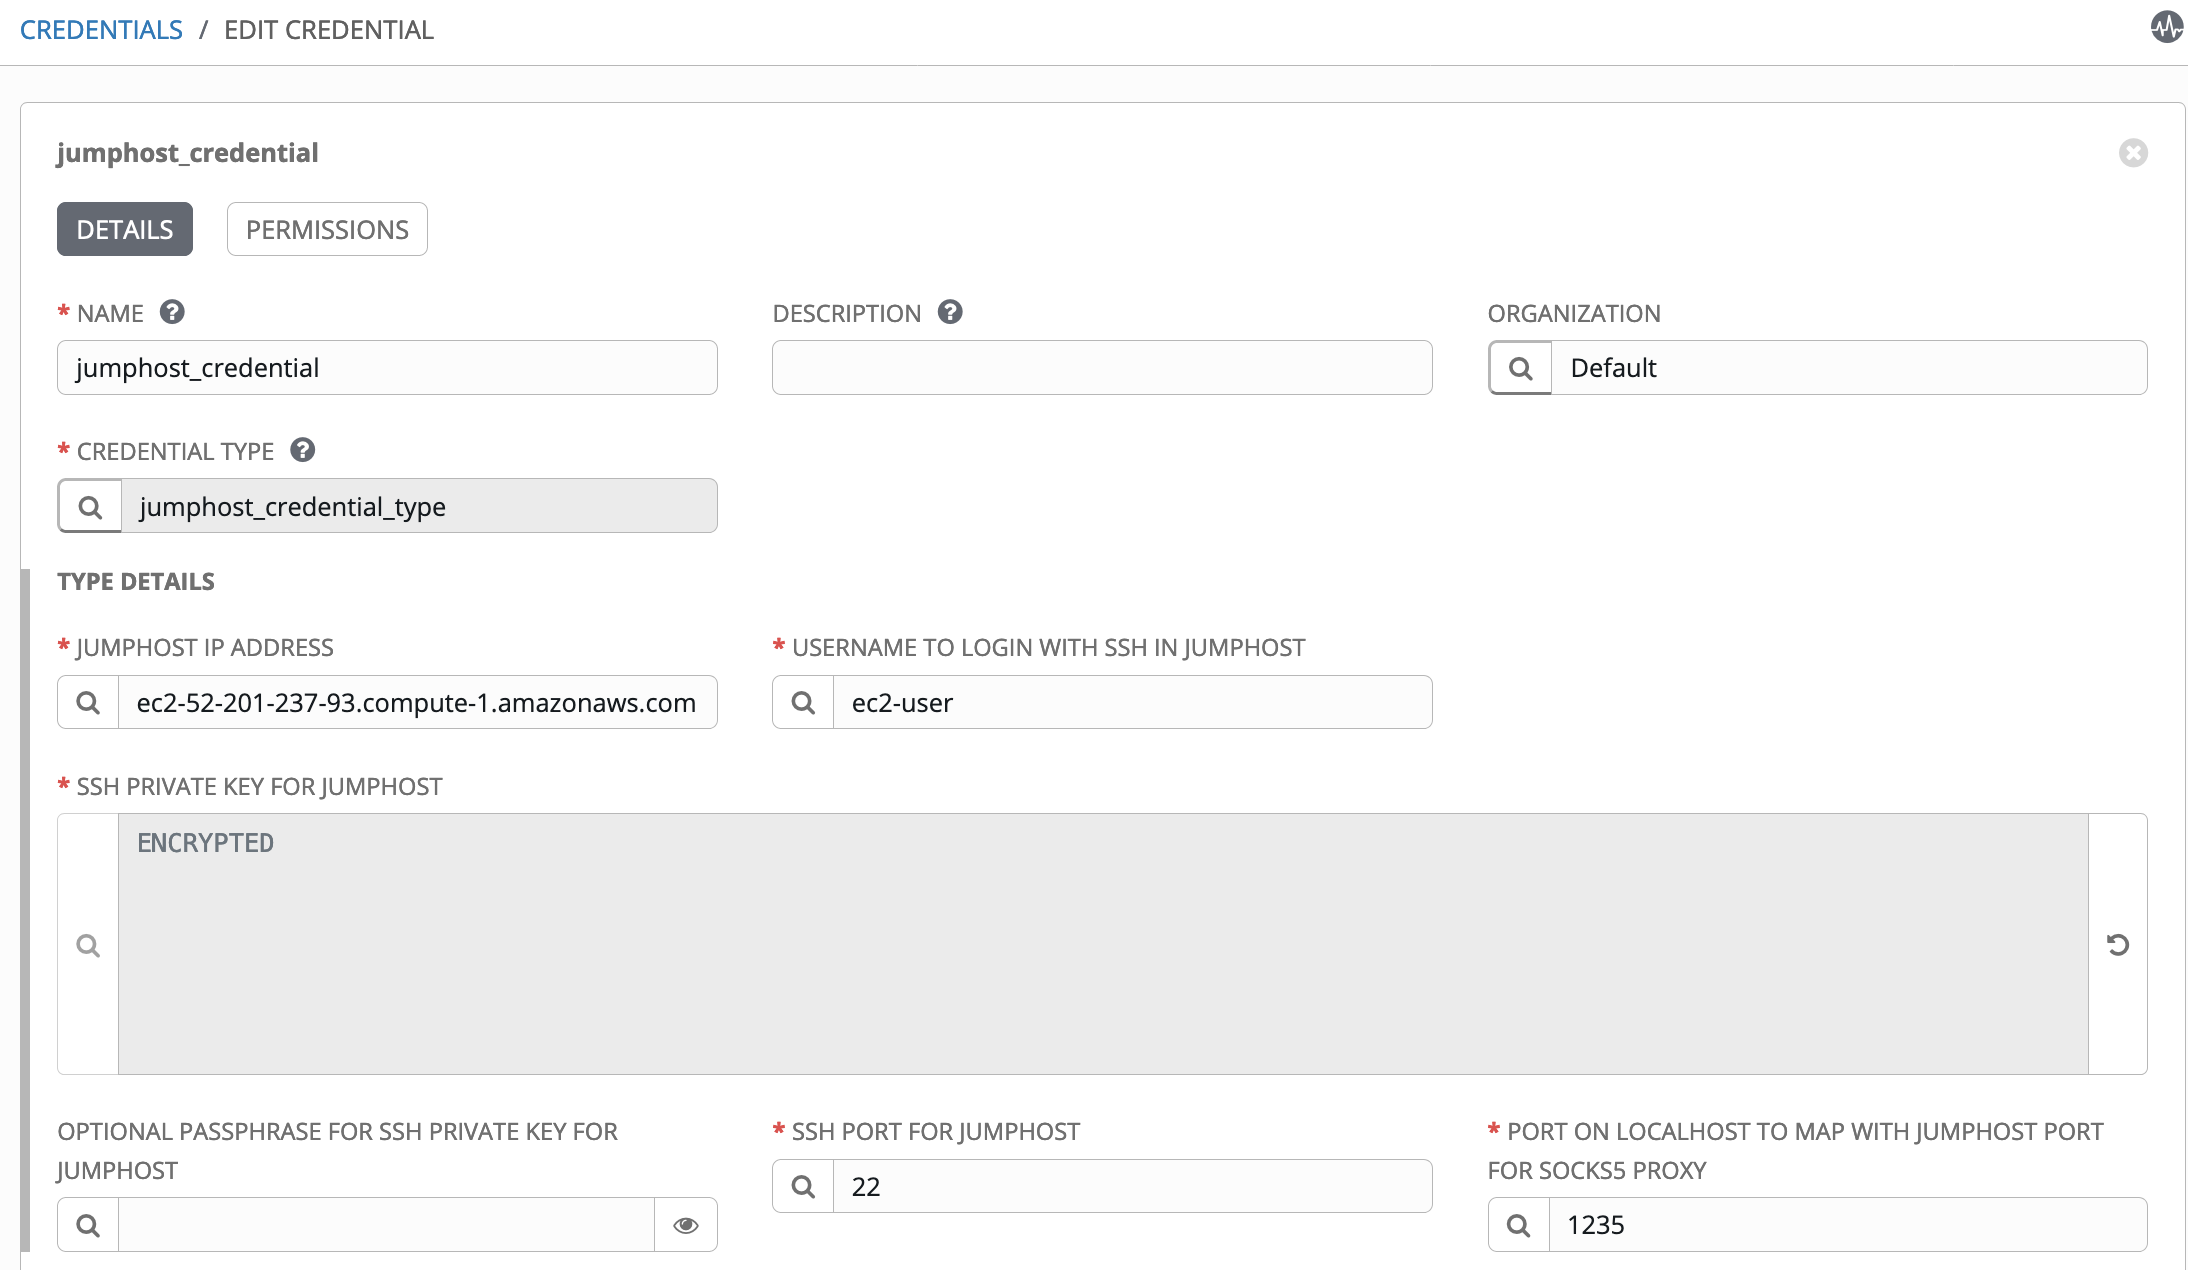 CREDENTIALS / EDIT CREDENTIAL
jumphost_credential
DETAILS PERMISSIONS
* NAME ? DESCRIPTION ? ORGANIZATION
jumphost_credential Default
* CREDENTIAL TYPE ?
jumphost_credential_type
TYPE DETAILS
* JUMPHOST IP ADDRESS * USERNAME TO LOGIN WITH SSH IN JUMPHOST
ec2-52-201-237-93.compute-1.amazonaws.com ec2-user
* SSH PRIVATE KEY FOR JUMPHOST
ENCRYPTED
OPTIONAL PASSPHRASE FOR SSH PRIVATE KEY FOR
JUMPHOST
* SSH PORT FOR JUMPHOST
22
* PORT ON LOCALHOST TO MAP WITH JUMPHOST PORT
FOR SOCKS5 PROXY
1235